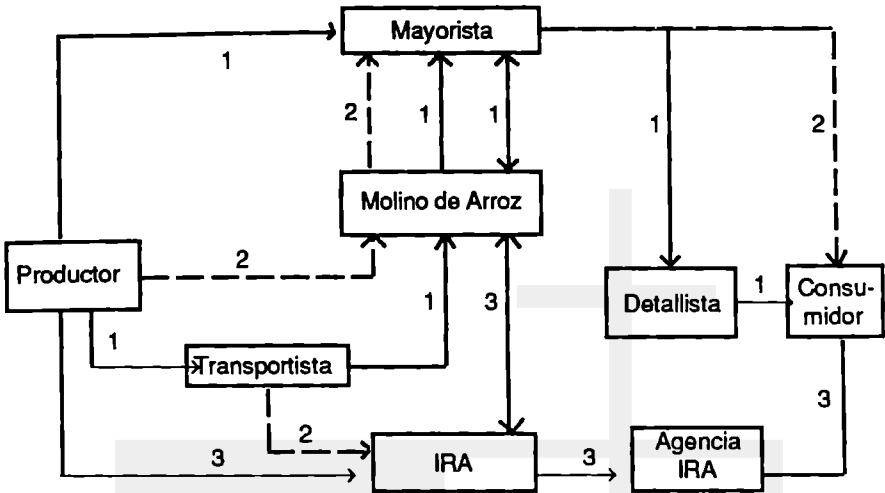 Mayorista
1
2
1
1
1
2
Molino de Arroz
Productor
2
1
3
Detallista
1
Consu-
midor
1
Transportista
3
2
3
IRA
3
Agencia
IRA